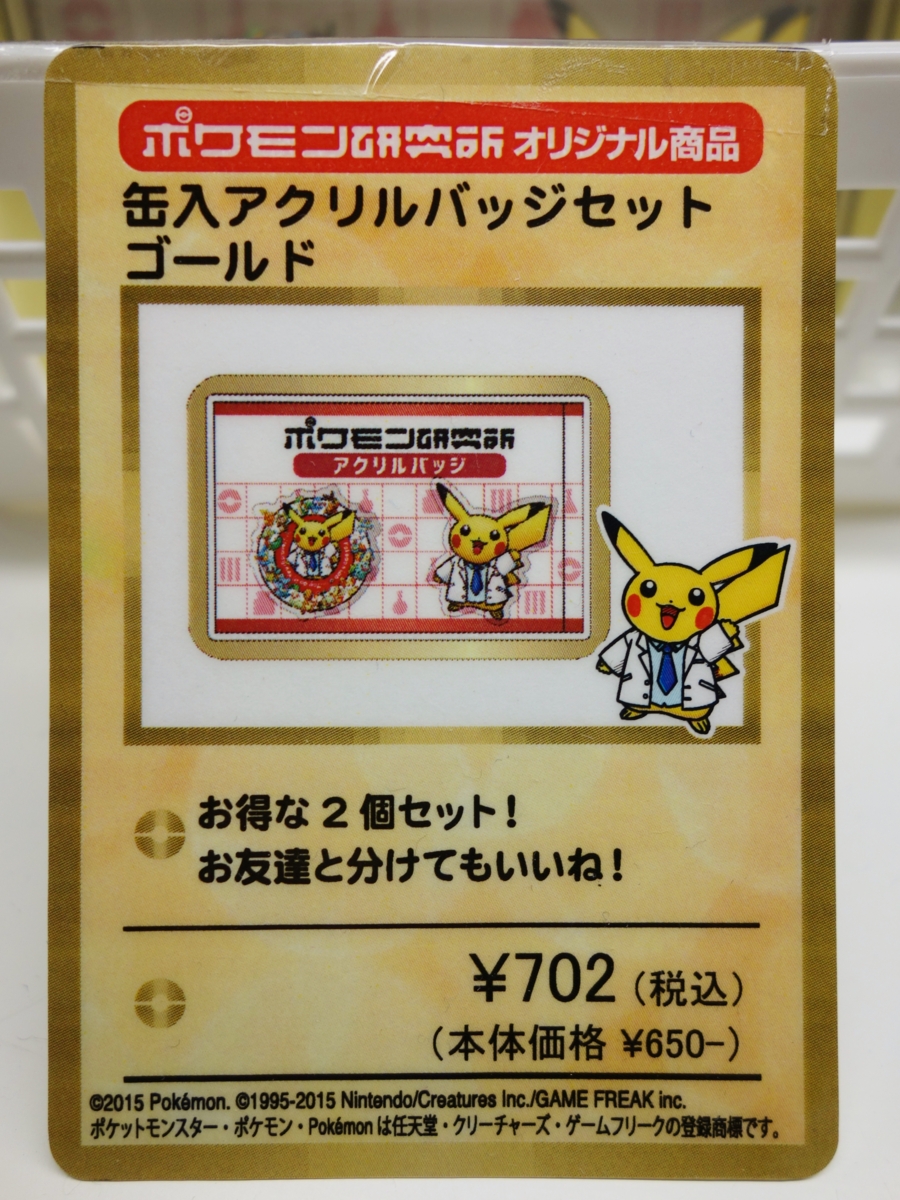 ポケモン研究所 オリジナル商品
缶入アクリルバッジセット
ゴールド
ポケモン研究所
アクリルバッジ
お得な2個セット!
お友達と分けてもいいね!
¥702(税込)
(本体価格 ¥650-)
©2015 Pokémon. ©1995-2015 Nintendo/Creatures Inc./GAME FREAK inc.
ポケットモンスター・ポケモン・Pokémonは任天堂・クリーチャーズ・ゲームフリークの登録商標です。